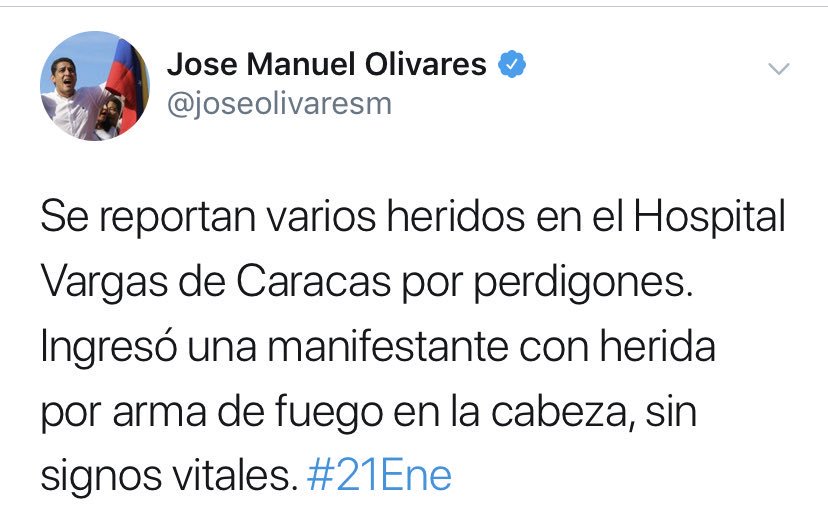 Jose Manuel Olivares
@joseolivaresm
Se reportan varios heridos en el Hospital
Vargas de Caracas por perdigones.
Ingresó una manifestante con herida
por arma de fuego en la cabeza, sin
signos vitales. #21Ene